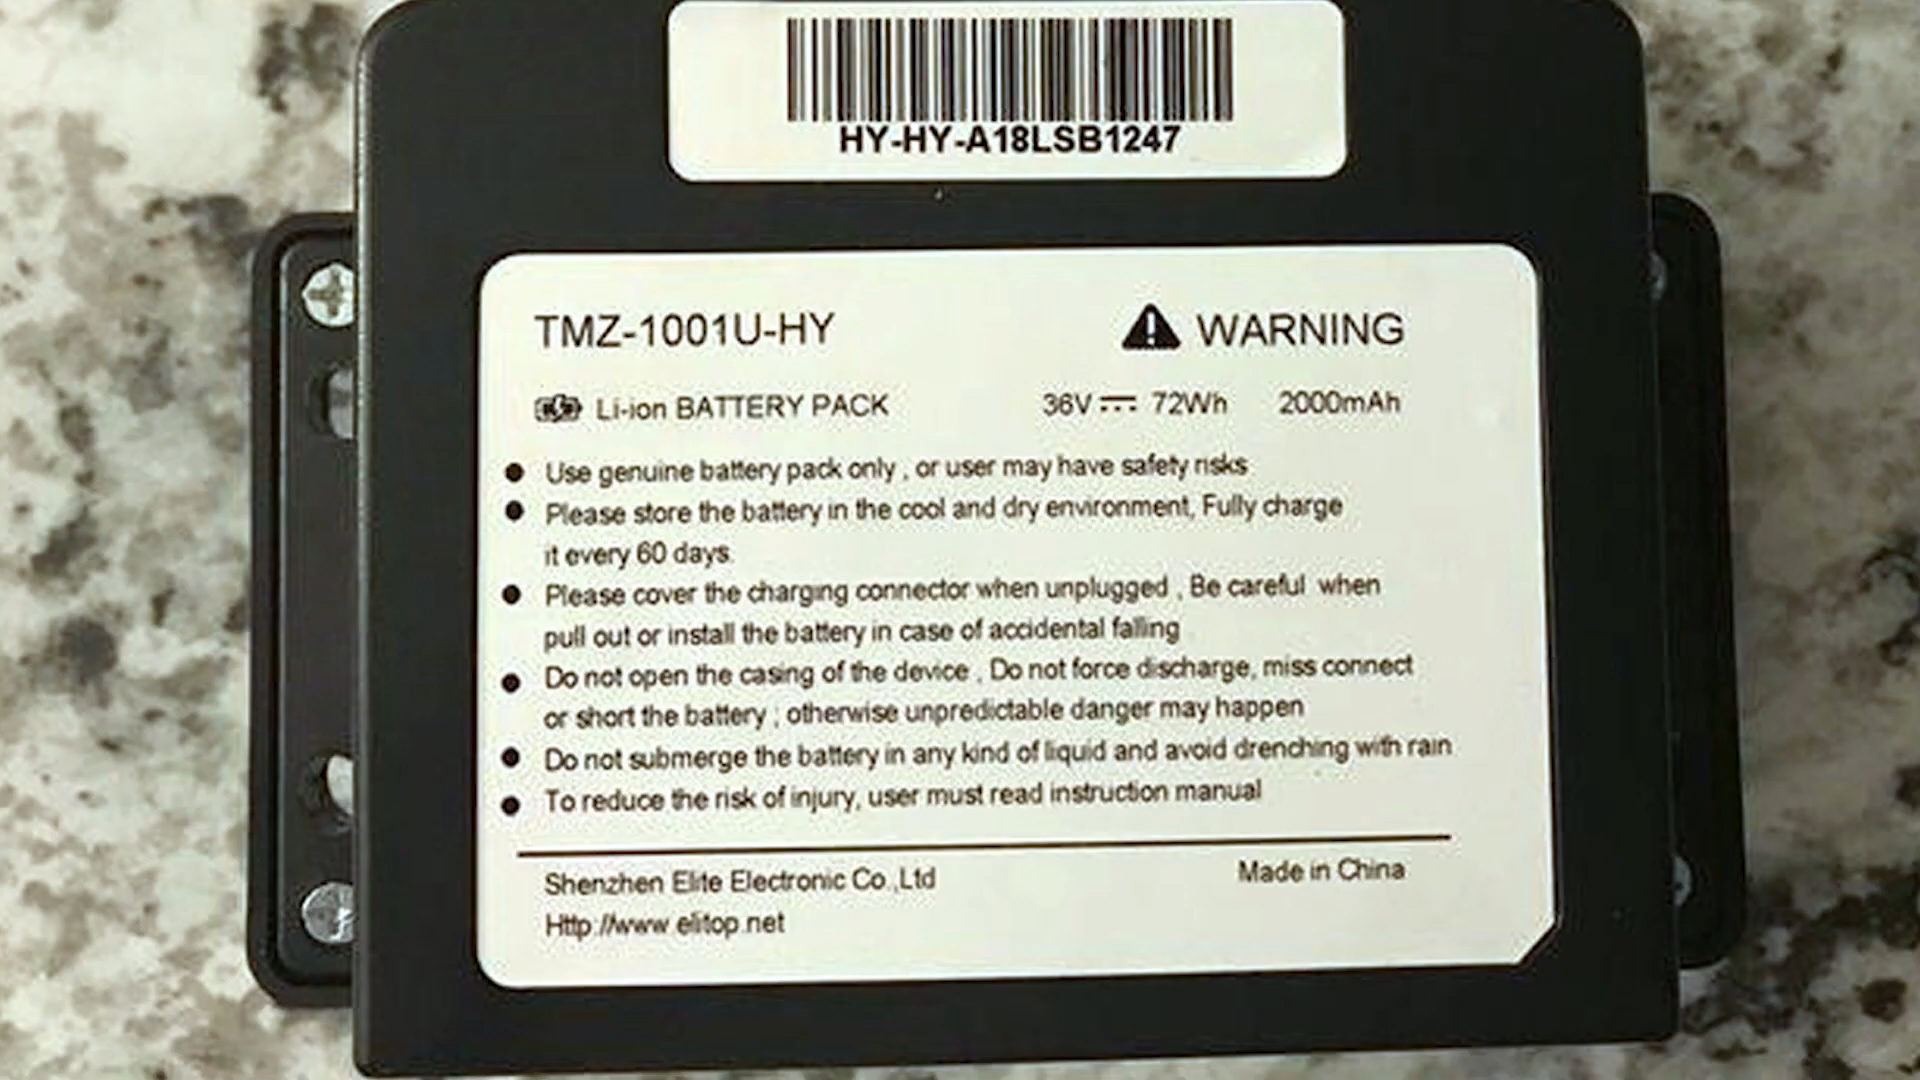 HY-HY-A18LSB1247
TMZ-1001U-HY
WARNING
Li-ion BATTERY PACK 36V 72Wh 2000mAh
● Use genuine battery pack only , or user may have safety risks
● Please store the battery in the cool and dry environment, Fully charge
it every 60 days.
● Please cover the charging connector when unplugged , Be careful when
pull out or install the battery in case of accidental falling
● Do not open the casing of the device , Do not force discharge, miss connect
or short the battery ; otherwise unpredictable danger may happen
● Do not submerge the battery in any kind of liquid and avoid drenching with rain
● To reduce the risk of injury, user must read instruction manual
Shenzhen Elite Electronic Co.,Ltd
Made in China
Http://www.elitop.net